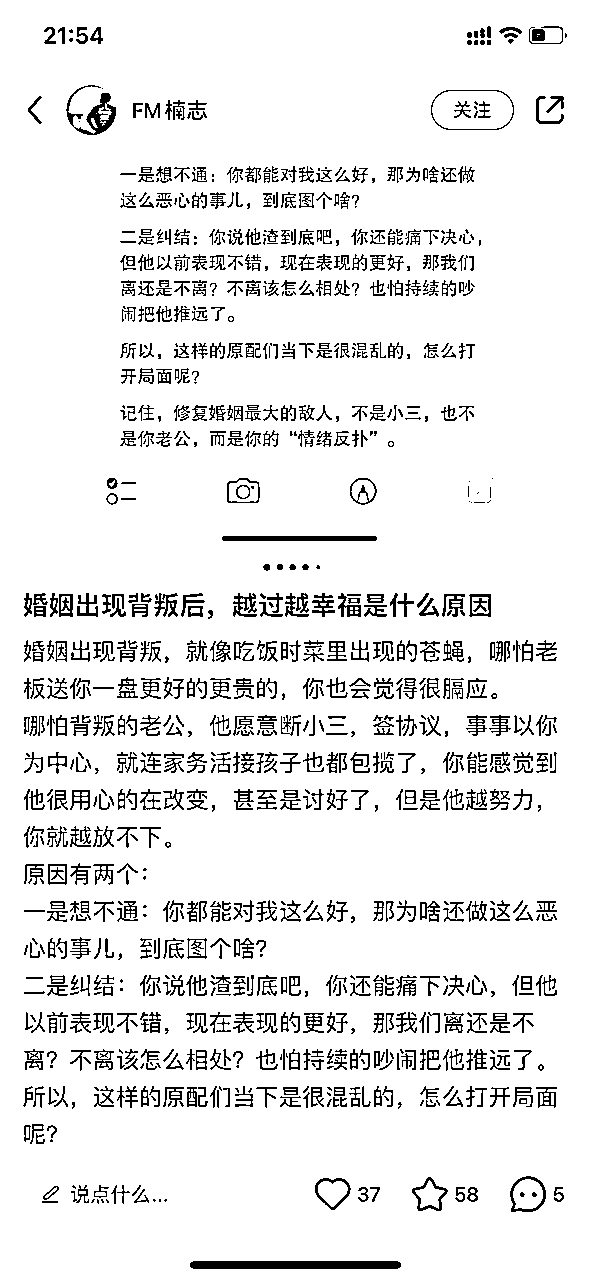 21:54
FM楠志
关注
一是想不通：你都能对我这么好，那为啥还做
这么恶心的事儿，到底图个啥？
二是纠结：你说他渣到底吧，你还能痛下决心，
但他以前表现不错，现在表现的更好，那我们
离还是不离？不离该怎么相处？也怕持续的吵
闹把他推远了。
所以，这样的原配们当下是很混乱的，怎么打
开局面呢？
记住，修复婚姻最大的敌人，不是小三，也不
是你老公，而是你的“情绪反扑”。
婚姻出现背叛后，越过越幸福是什么原因
婚姻出现背叛，就像吃饭时菜里出现的苍蝇，哪怕老
板送你一盘更好的更贵的，你也会觉得很膈应。
哪怕背叛的老公，他愿意断小三，签协议，事事以你
为中心，就连家务活接孩子也都包揽了，你能感觉到
他很用心的在改变，甚至是讨好了，但是他越努力，
你就越放不下。
原因有两个：
一是想不通：你都能对我这么好，那为啥还做这么恶
心的事儿，到底图个啥？
二是纠结：你说他渣到底吧，你还能痛下决心，但他
以前表现不错，现在表现的更好，那我们离还是不
离？不离该怎么相处？也怕持续的吵闹把他推远了。
所以，这样的原配们当下是很混乱的，怎么打开局面
呢？
说点什么...
37
58
5